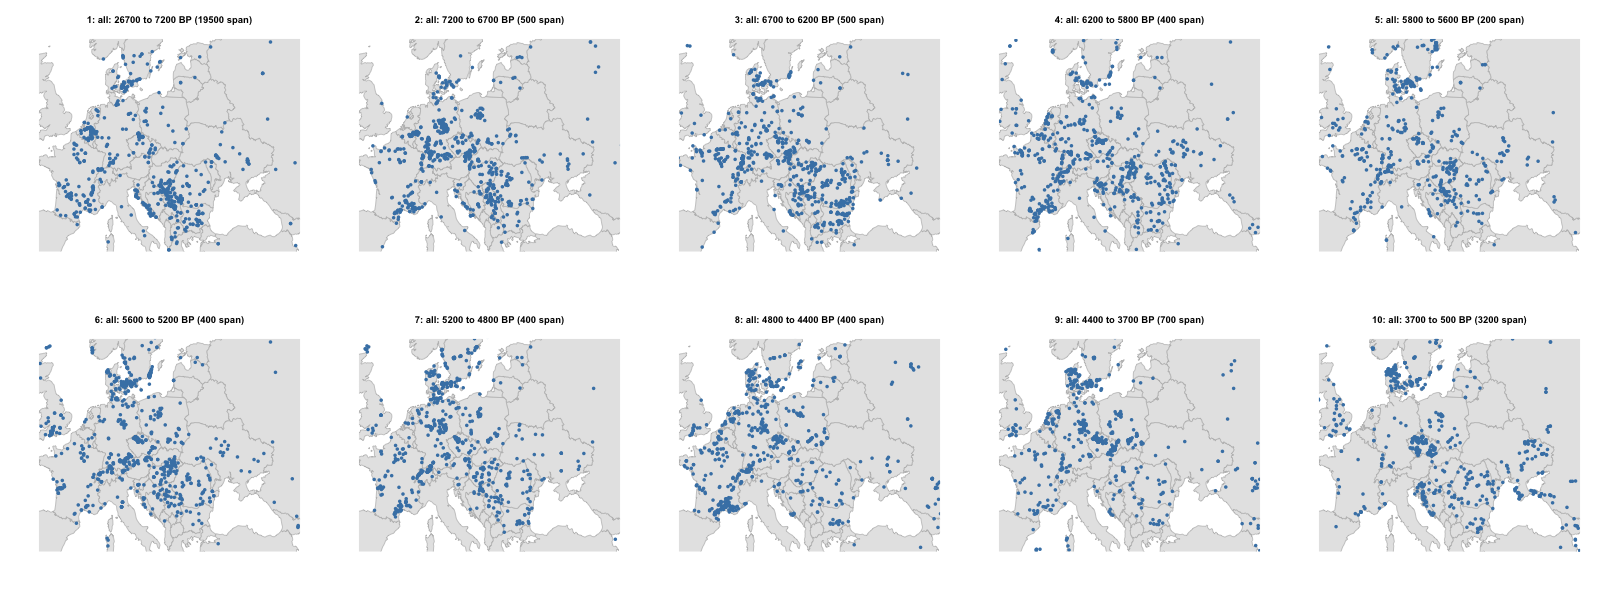 1: all: 26700 to 7200 BP (19500 span)
2: all: 7200 to 6700 BP (500 span)
3: all: 6700 to 6200 BP (500 span)
4: all: 6200 to 5800 BP (400 span)
5: all: 5800 to 5600 BP (200 span)
6: all: 5600 to 5200 BP (400 span)
7: all: 5200 to 4800 BP (400 span)
8: all: 4800 to 4400 BP (400 span)
9: all: 4400 to 3700 BP (700 span)
10: all: 3700 to 500 BP (3200 span)